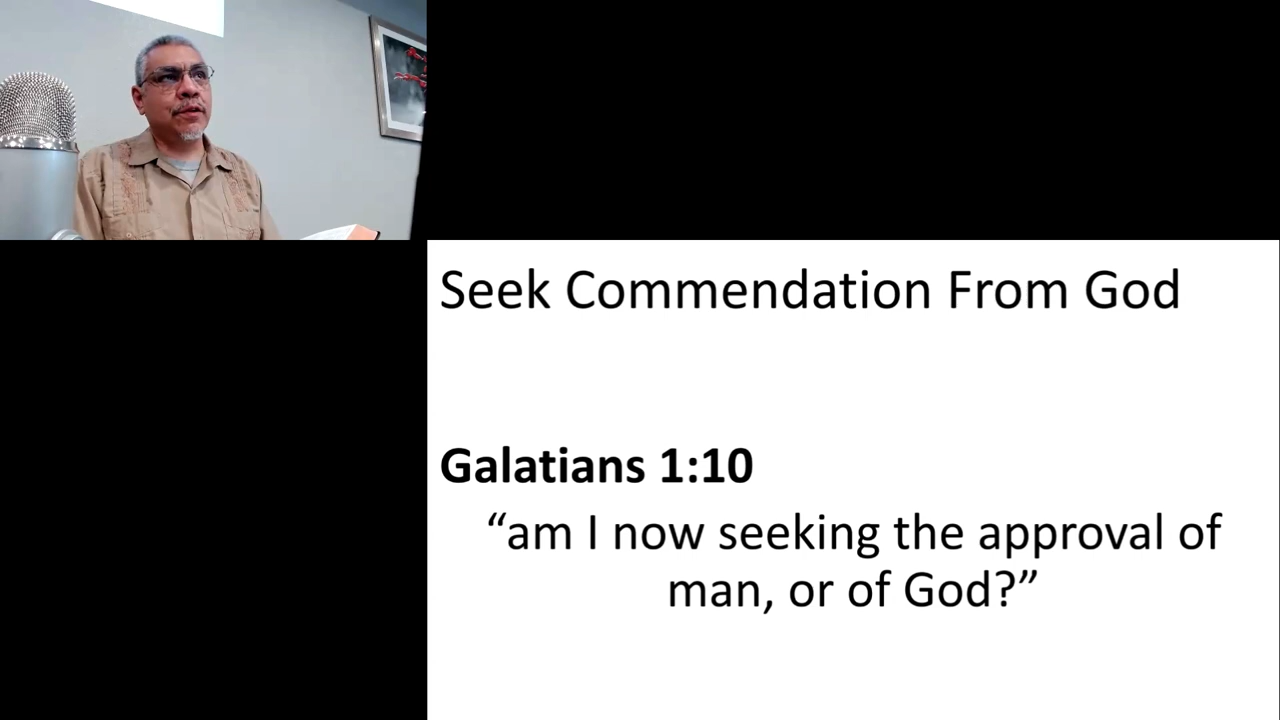 Seek Commendation From God
Galatians 1:10
“am I now seeking the approval of
man, or of God?”